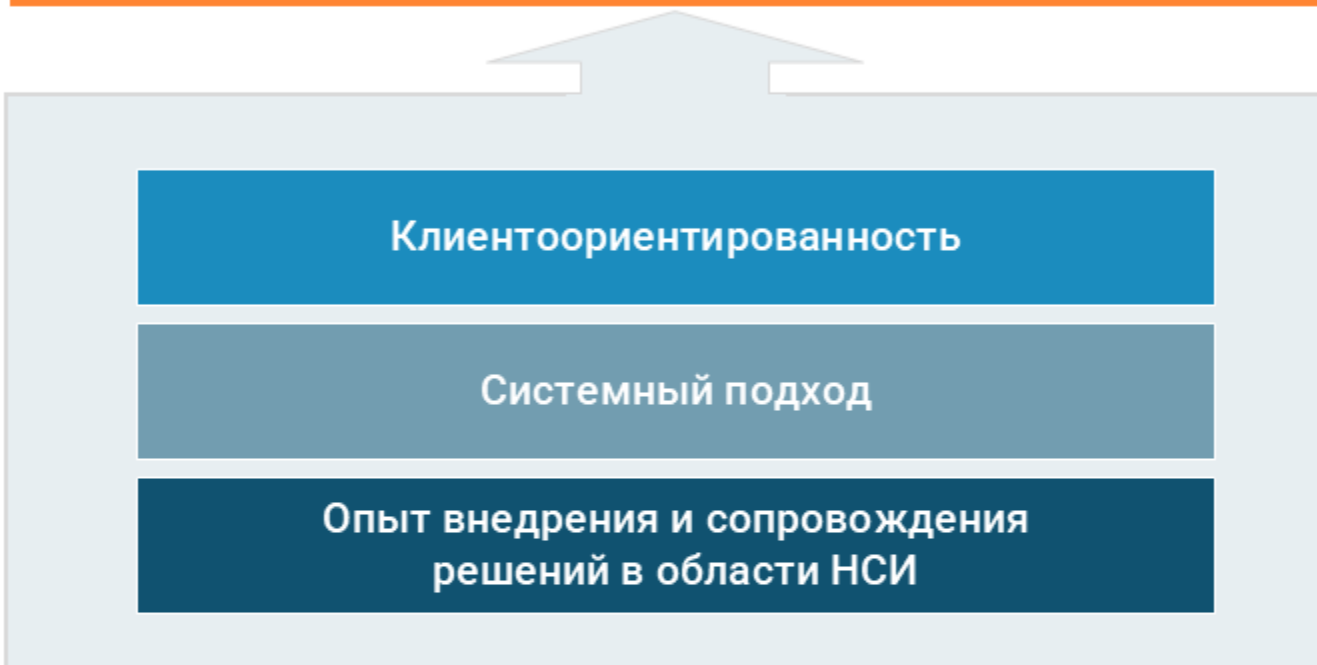 Клиентоориентированность
Системный подход
Опыт внедрения и сопровождения
решений в области НСИ